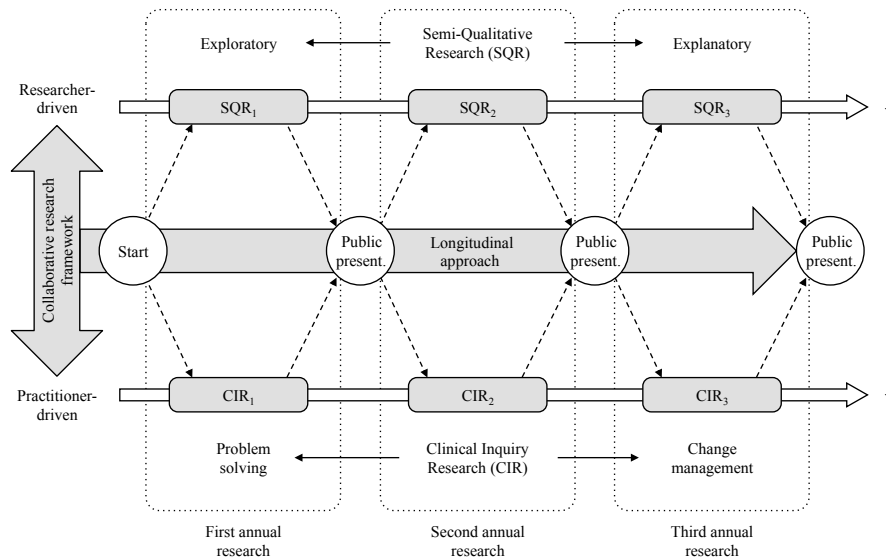 Exploratory
Semi-Qualitative
Research (SQR)
Explanatory
Researcher-
driven
SQR1
SQR2
SQR3
Collaborative research
framework
Start
Public
present.
Longitudinal
approach
Public
present.
Public
present.
Practitioner-
driven
CIR1
CIR2
CIR3
Problem
solving
Clinical Inquiry
Research (CIR)
Change
management
First annual
research
Second annual
research
Third annual
research